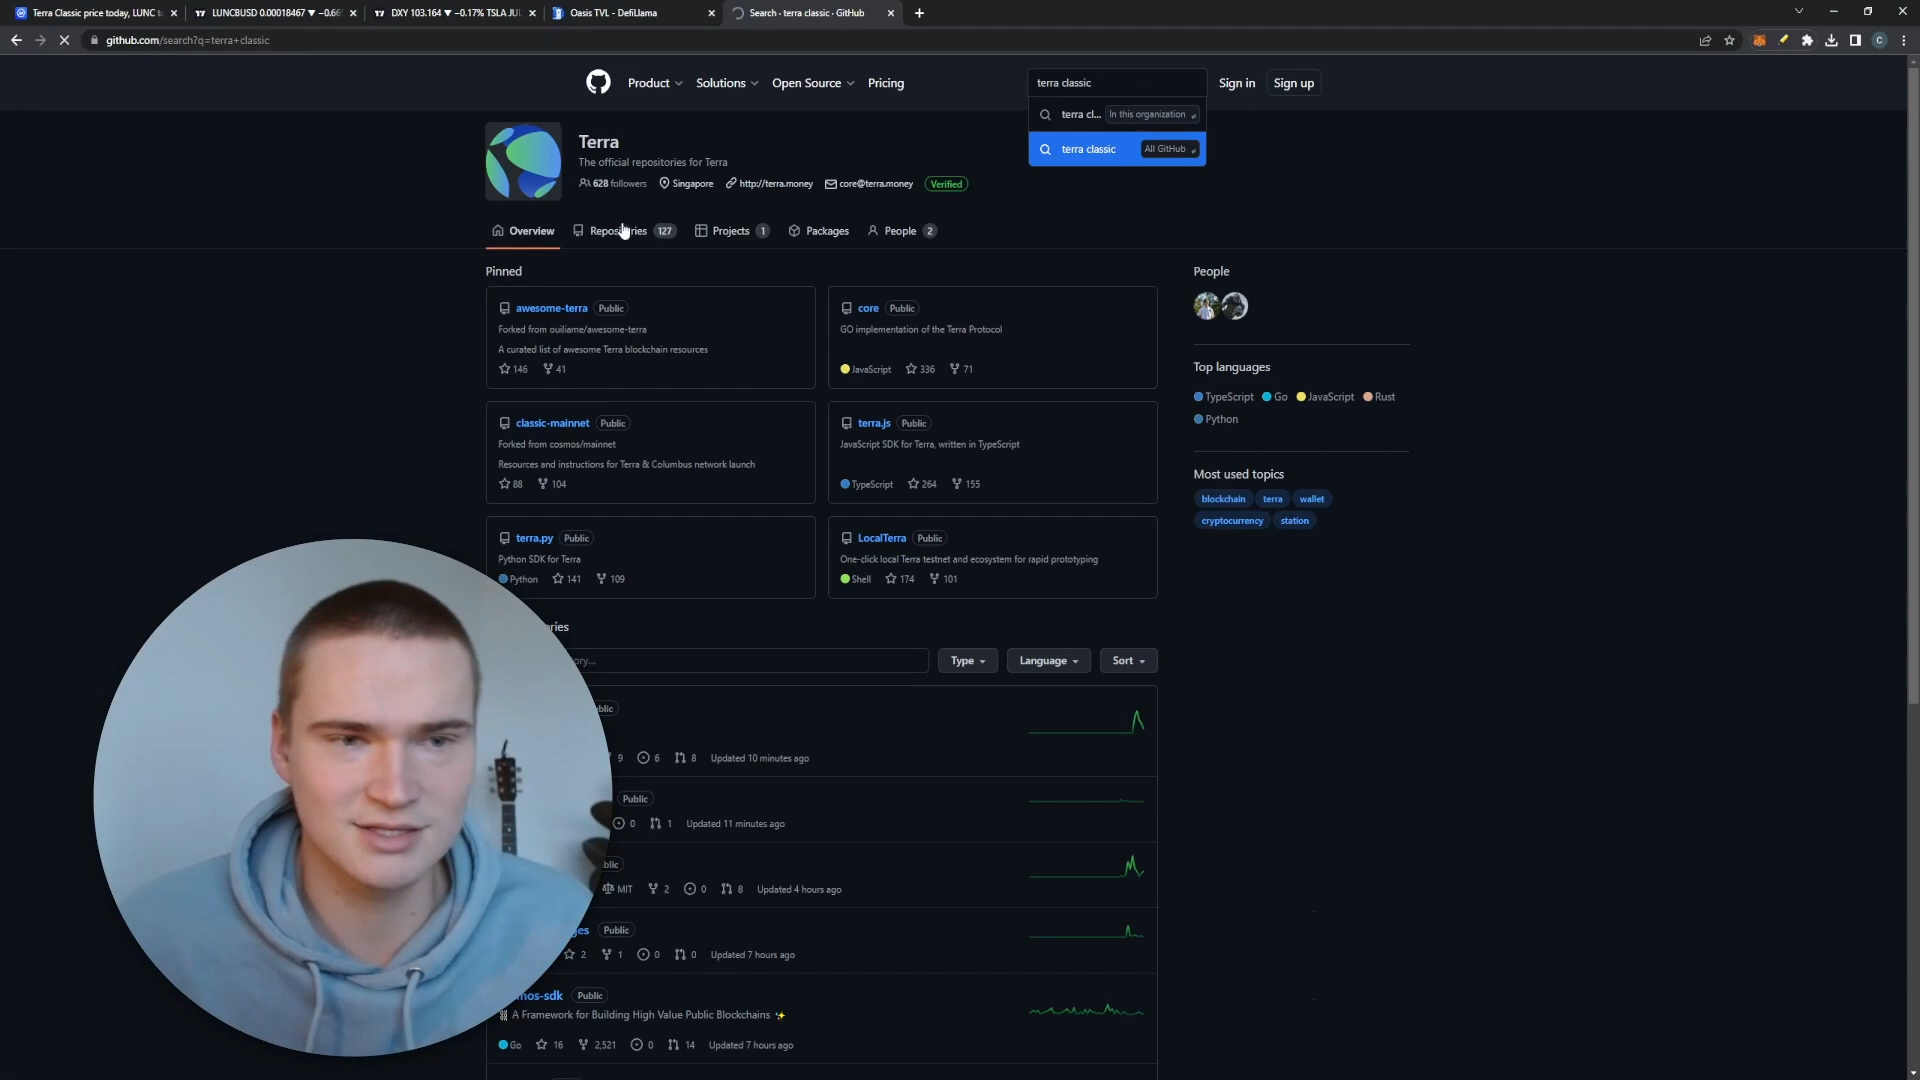 Terra Classic price today, LUNC t
LUNCBUSD 0.00018467 ▼ −0.66
DXY 103.164 ▼ −0.17% TSLA JUL
Oasis TVL - DefiLlama
Search · terra classic · GitHub
github.com/search?q=terra+classic
C
Product
Solutions
Open Source
Pricing
terra classic
Sign in
Sign up
terra cl... In this organization
terra classic All GitHub
Terra
The official repositories for Terra
628 followers Singapore http://terra.money core@terra.money Verified
Overview Repositories 127 Projects 1 Packages People 2
Pinned
awesome-terra Public
Forked from ouiliame/awesome-terra
A curated list of awesome Terra blockchain resources
146 41
core Public
GO implementation of the Terra Protocol
JavaScript 336 71
classic-mainnet Public
Forked from cosmos/mainnet
Resources and instructions for Terra & Columbus network launch
88 104
terra.js Public
JavaScript SDK for Terra, written in TypeScript
TypeScript 264 155
terra.py Public
Python SDK for Terra
Python 141 109
LocalTerra Public
One-click local Terra testnet and ecosystem for rapid prototyping
Shell 174 101
People
Top languages
TypeScript Go JavaScript Rust
Python
Most used topics
blockchain terra wallet
cryptocurrency station
ories
ory...
Type Language Sort
ublic
9 6 8 Updated 10 minutes ago
Public
0 1 Updated 11 minutes ago
blic
MIT 2 0 8 Updated 4 hours ago
ges Public
2 1 0 0 Updated 7 hours ago
mos-sdk Public
A Framework for Building High Value Public Blockchains ✨
Go 16 2,521 0 14 Updated 7 hours ago